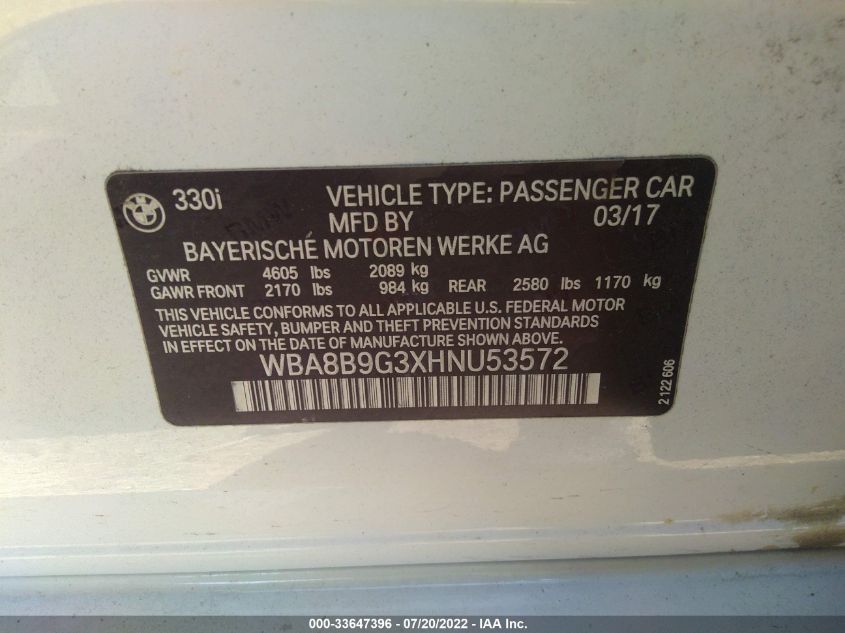 330i VEHICLE TYPE: PASSENGER CAR
MFD BY 03/17
BAYERISCHE MOTOREN WERKE AG
GVWR 4605 lbs 2089 kg
GAWR FRONT 2170 lbs 984 kg REAR 2580 lbs 1170 kg
THIS VEHICLE CONFORMS TO ALL APPLICABLE U.S. FEDERAL MOTOR
VEHICLE SAFETY, BUMPER AND THEFT PREVENTION STANDARDS
IN EFFECT ON THE DATE OF MANUFACTURE SHOWN ABOVE.
WBA8B9G3XHNU53572
2 122 606
000-33647396 - 07/20/2022 - IAA Inc.